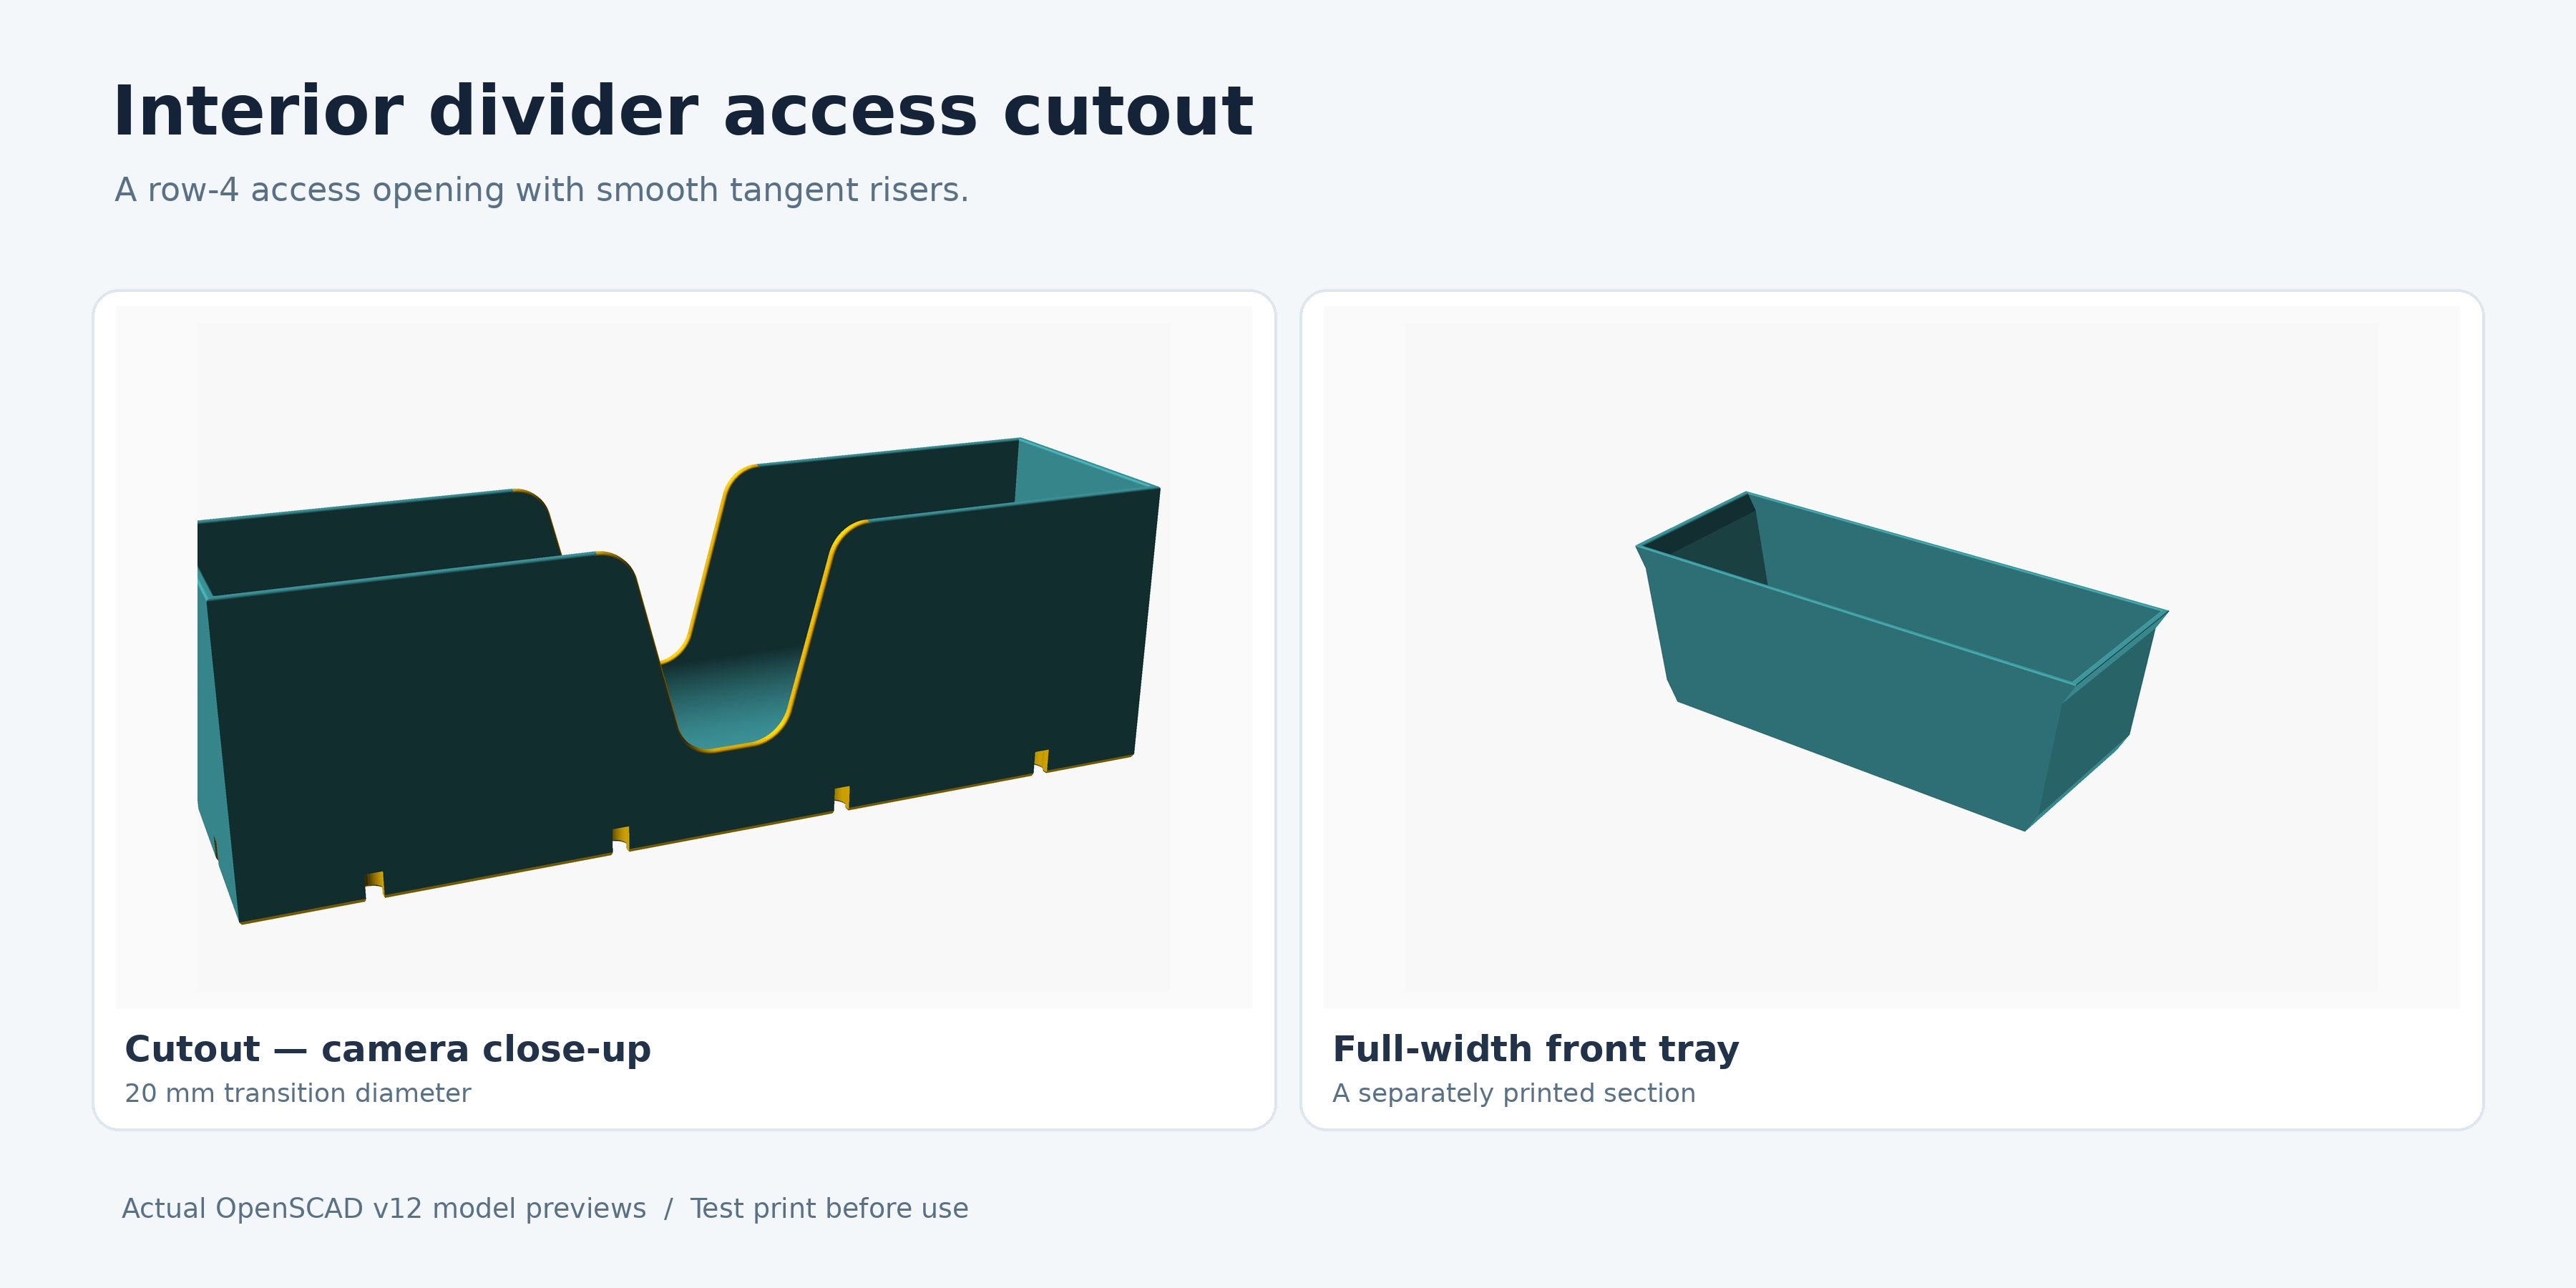 Interior divider access cutout
A row-4 access opening with smooth tangent risers.
Cutout — camera close-up
20 mm transition diameter
Full-width front tray
A separately printed section
Actual OpenSCAD v12 model previews / Test print before use